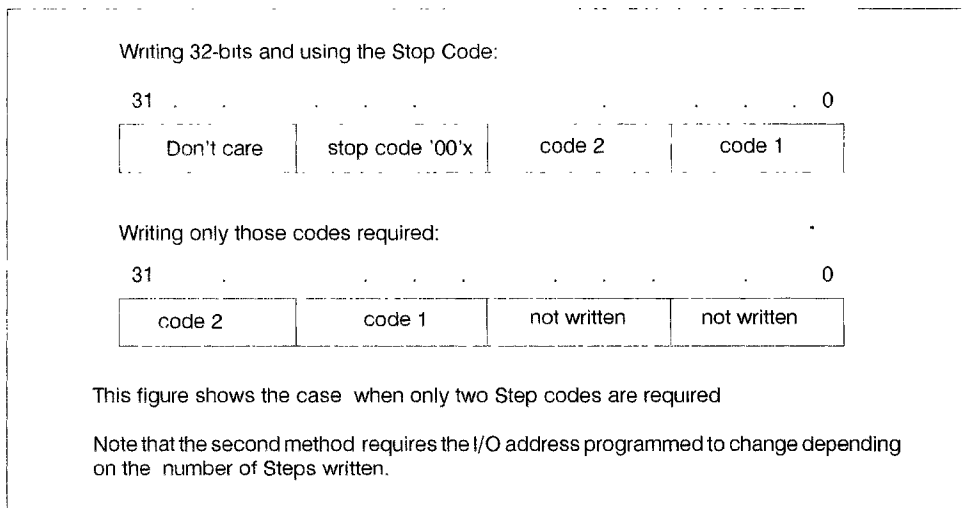 Writing 32-bits and using the Stop Code:
31 . . . . . . . . . 0
Don't care stop code '00'x code 2 code 1
Writing only those codes required:
31 . . . . . . . . 0
code 2 code 1 not written not written
This figure shows the case when only two Step codes are required
Note that the second method requires the I/O address programmed to change depending
on the number of Steps written.